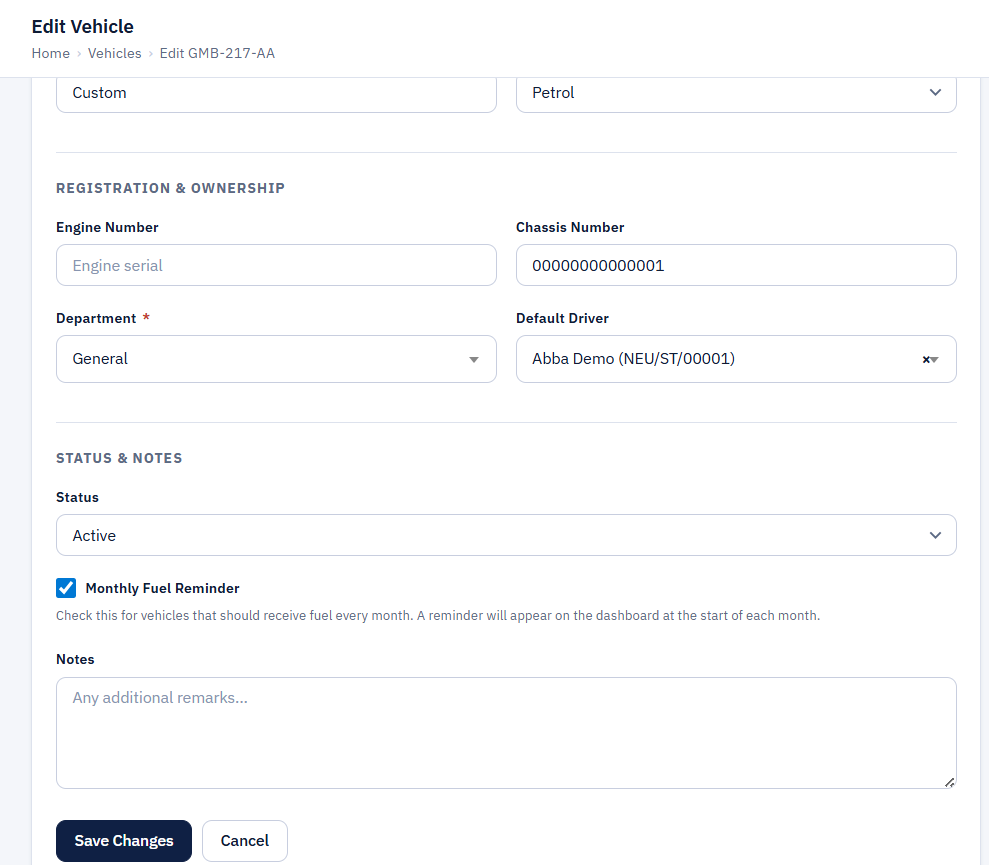 Edit Vehicle
Home › Vehicles › Edit GMB-217-AA
Custom Petrol
REGISTRATION & OWNERSHIP
Engine Number Chassis Number
Engine serial 00000000000001
Department * Default Driver
General Abba Demo (NEU/ST/00001) ×
STATUS & NOTES
Status
Active
Monthly Fuel Reminder
Check this for vehicles that should receive fuel every month. A reminder will appear on the dashboard at the start of each month.
Notes
Any additional remarks...
Save Changes Cancel